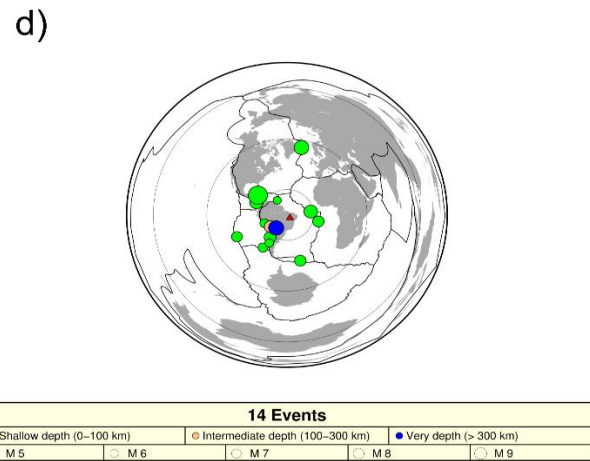 d)
14 Events
Shallow depth (0−100 km) Intermediate depth (100−300 km) Very depth (> 300 km)
M 5 M 6 M 7 M 8 M 9